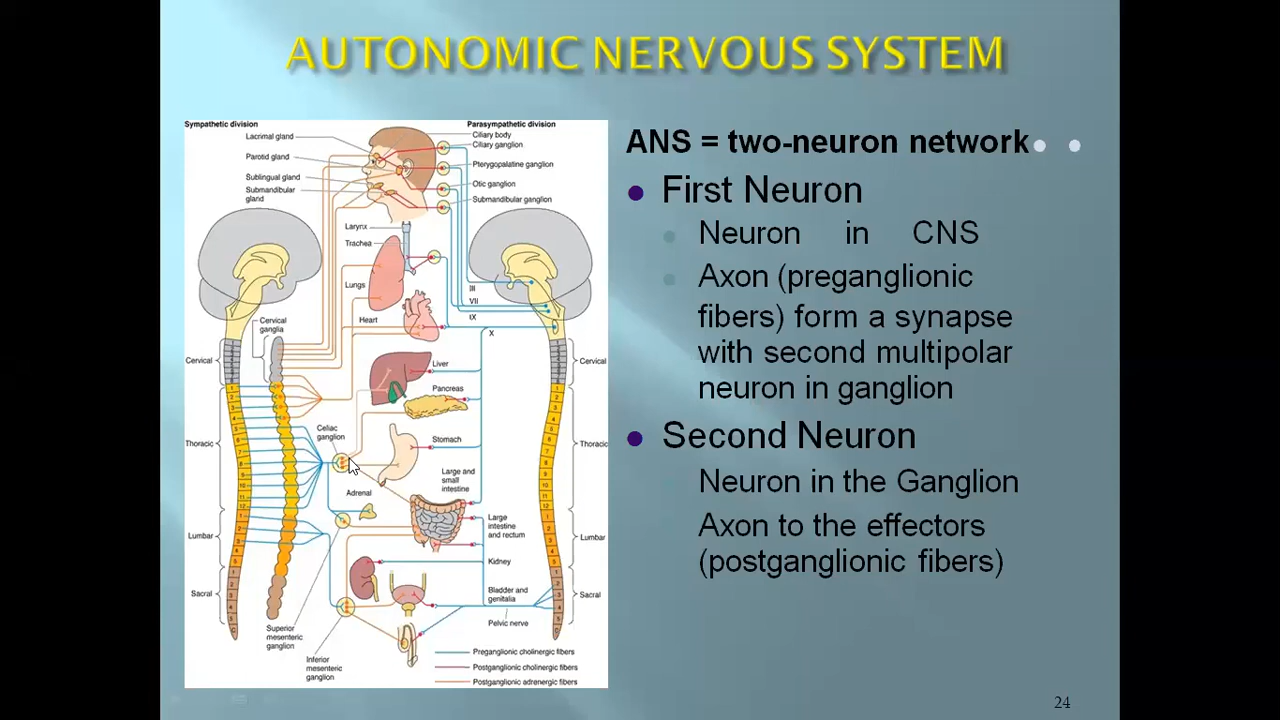 AUTONOMIC NERVOUS SYSTEM
Sympathetic division
Parasympathetic division
Lacrimal gland
Parotid gland
Sublingual gland
Submandibular
gland
Ciliary body
Ciliary ganglion
Pterygopalatine ganglion
Otic ganglion
Submandibular ganglion
Larynx
Trachea
Lungs
Heart
III
VII
IX
X
Cervical
ganglia
Cervical
Cervical
Liver
Pancreas
Celiac
ganglion
Stomach
Thoracic
Thoracic
Large and
small
intestine
Adrenal
Large
intestine
and rectum
Lumbar
Lumbar
Kidney
Sacral
Sacral
Bladder and
genitalia
Pelvic nerve
Superior
mesenteric
ganglion
Inferior
mesenteric
ganglion
Preganglionic cholinergic fibers
Postganglionic cholinergic fibers
Postganglionic adrenergic fibers
ANS = two-neuron network
First Neuron
Neuron in CNS
Axon (preganglionic
fibers) form a synapse
with second multipolar
neuron in ganglion
Second Neuron
Neuron in the Ganglion
Axon to the effectors
(postganglionic fibers)
24